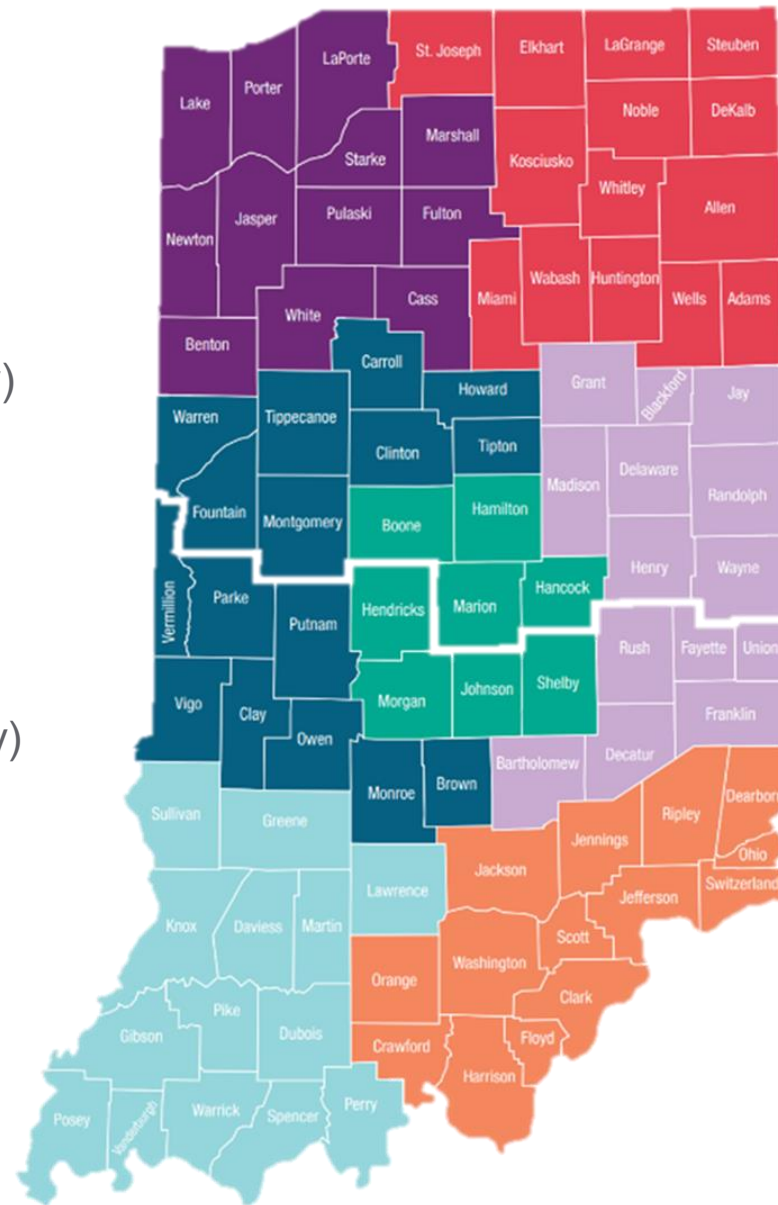 St. Joseph
Elkhart
LaGrange
Steuben
LaPorte
Porter
Lake
Noble
DeKalb
Marshall
Starke
Kosciusko
Whitley
Allen
Jasper
Pulaski
Fulton
Newton
Miami
Wabash
Huntington
Wells
Adams
White
Cass
Benton
Carroll
)
Grant
Blackford
Jay
Howard
Warren
Tippecanoe
Clinton
Tipton
Madison
Delaware
Randolph
Fountain
Montgomery
Boone
Hamilton
Henry
Wayne
Vermillion
Parke
Putnam
Hendricks
Marion
Hancock
Rush
Fayette
Union
Vigo
Clay
Owen
Morgan
Johnson
Shelby
Franklin
y)
Monroe
Brown
Bartholomew
Decatur
Sullivan
Greene
Jennings
Ripley
Dearborn
Ohio
Switzerland
Lawrence
Jackson
Jefferson
Knox
Daviess
Martin
Scott
Orange
Washington
Clark
Gibson
Pike
Dubois
Crawford
Floyd
Harrison
Posey
Vanderburgh
Warrick
Spencer
Perry